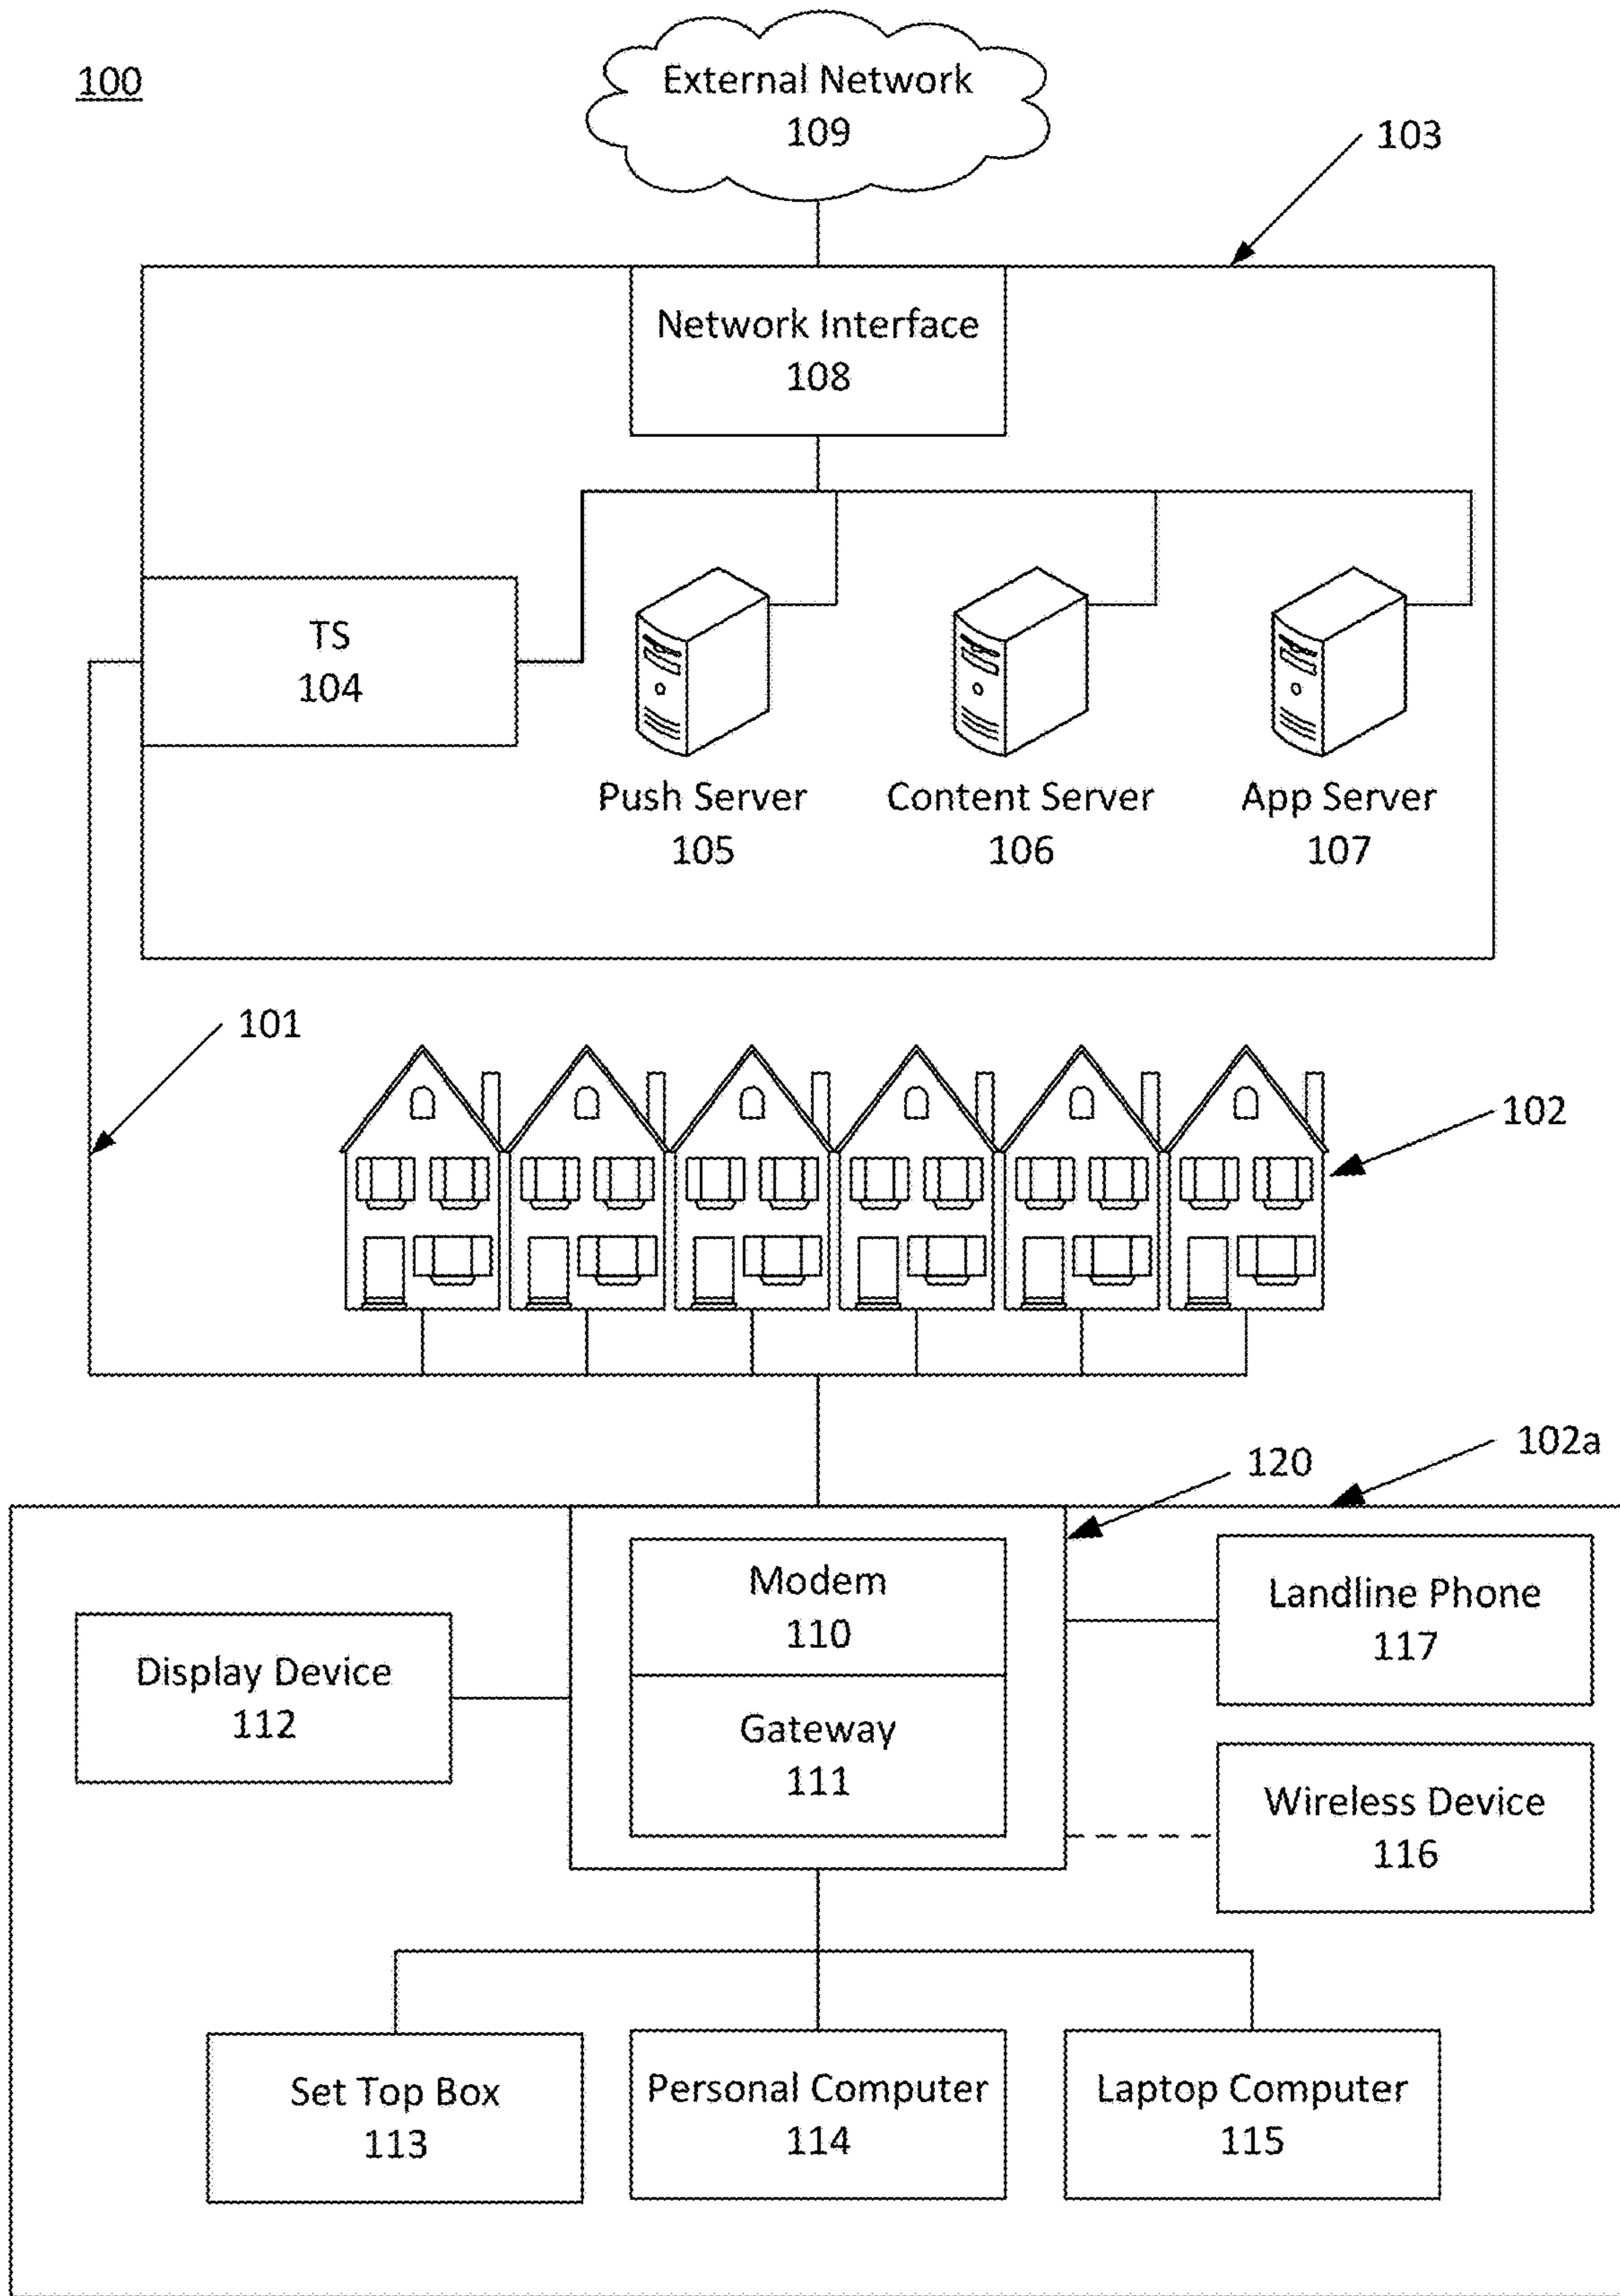 100
External Network
109
103
Network Interface
108
TS
104
Push Server
105
Content Server
106
App Server
107
101
102
102a
120
Modem
110
Landline Phone
117
Display Device
112
Gateway
111
Wireless Device
116
Set Top Box
113
Personal Computer
114
Laptop Computer
115